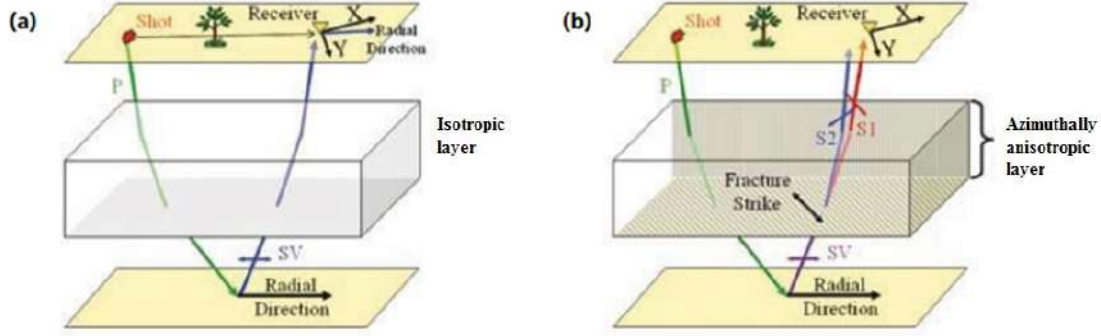 (a)
Shot
Receiver
X
Radial
Direction
Y
P
Isotropic
layer
SV
Radial
Direction
(b)
Shot
Receiver
X
Y
P
S2
S1
Azimuthally
anisotropic
layer
Fracture
Strike
SV
Radial
Direction